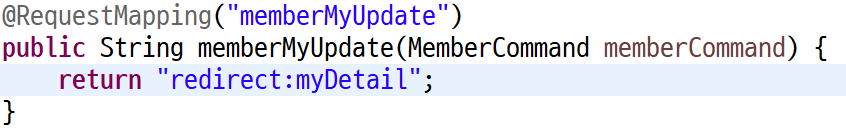 @RequestMapping("memberMyUpdate")
public String memberMyUpdate(MemberCommand memberCommand) {
    return "redirect:myDetail";
}